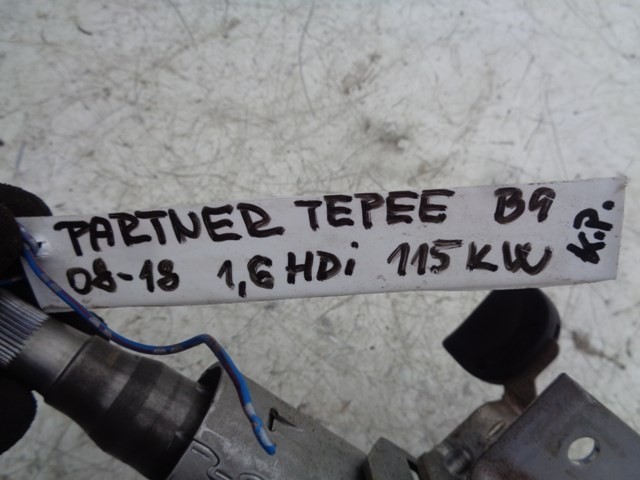 PARTNER TEPEE B9
08-18 1,6 HDi 115 KW
K.P.